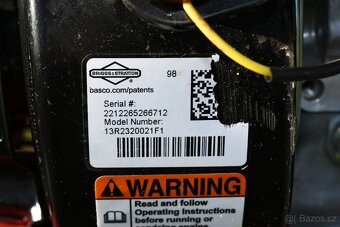 BRIGGS & STRATTON
98
basco.com/patents
Serial #:
2212265266712
Model Number:
13R2320021F1
WARNING
Read and follow
Operating Instructions
before running or
Bazoš.cz